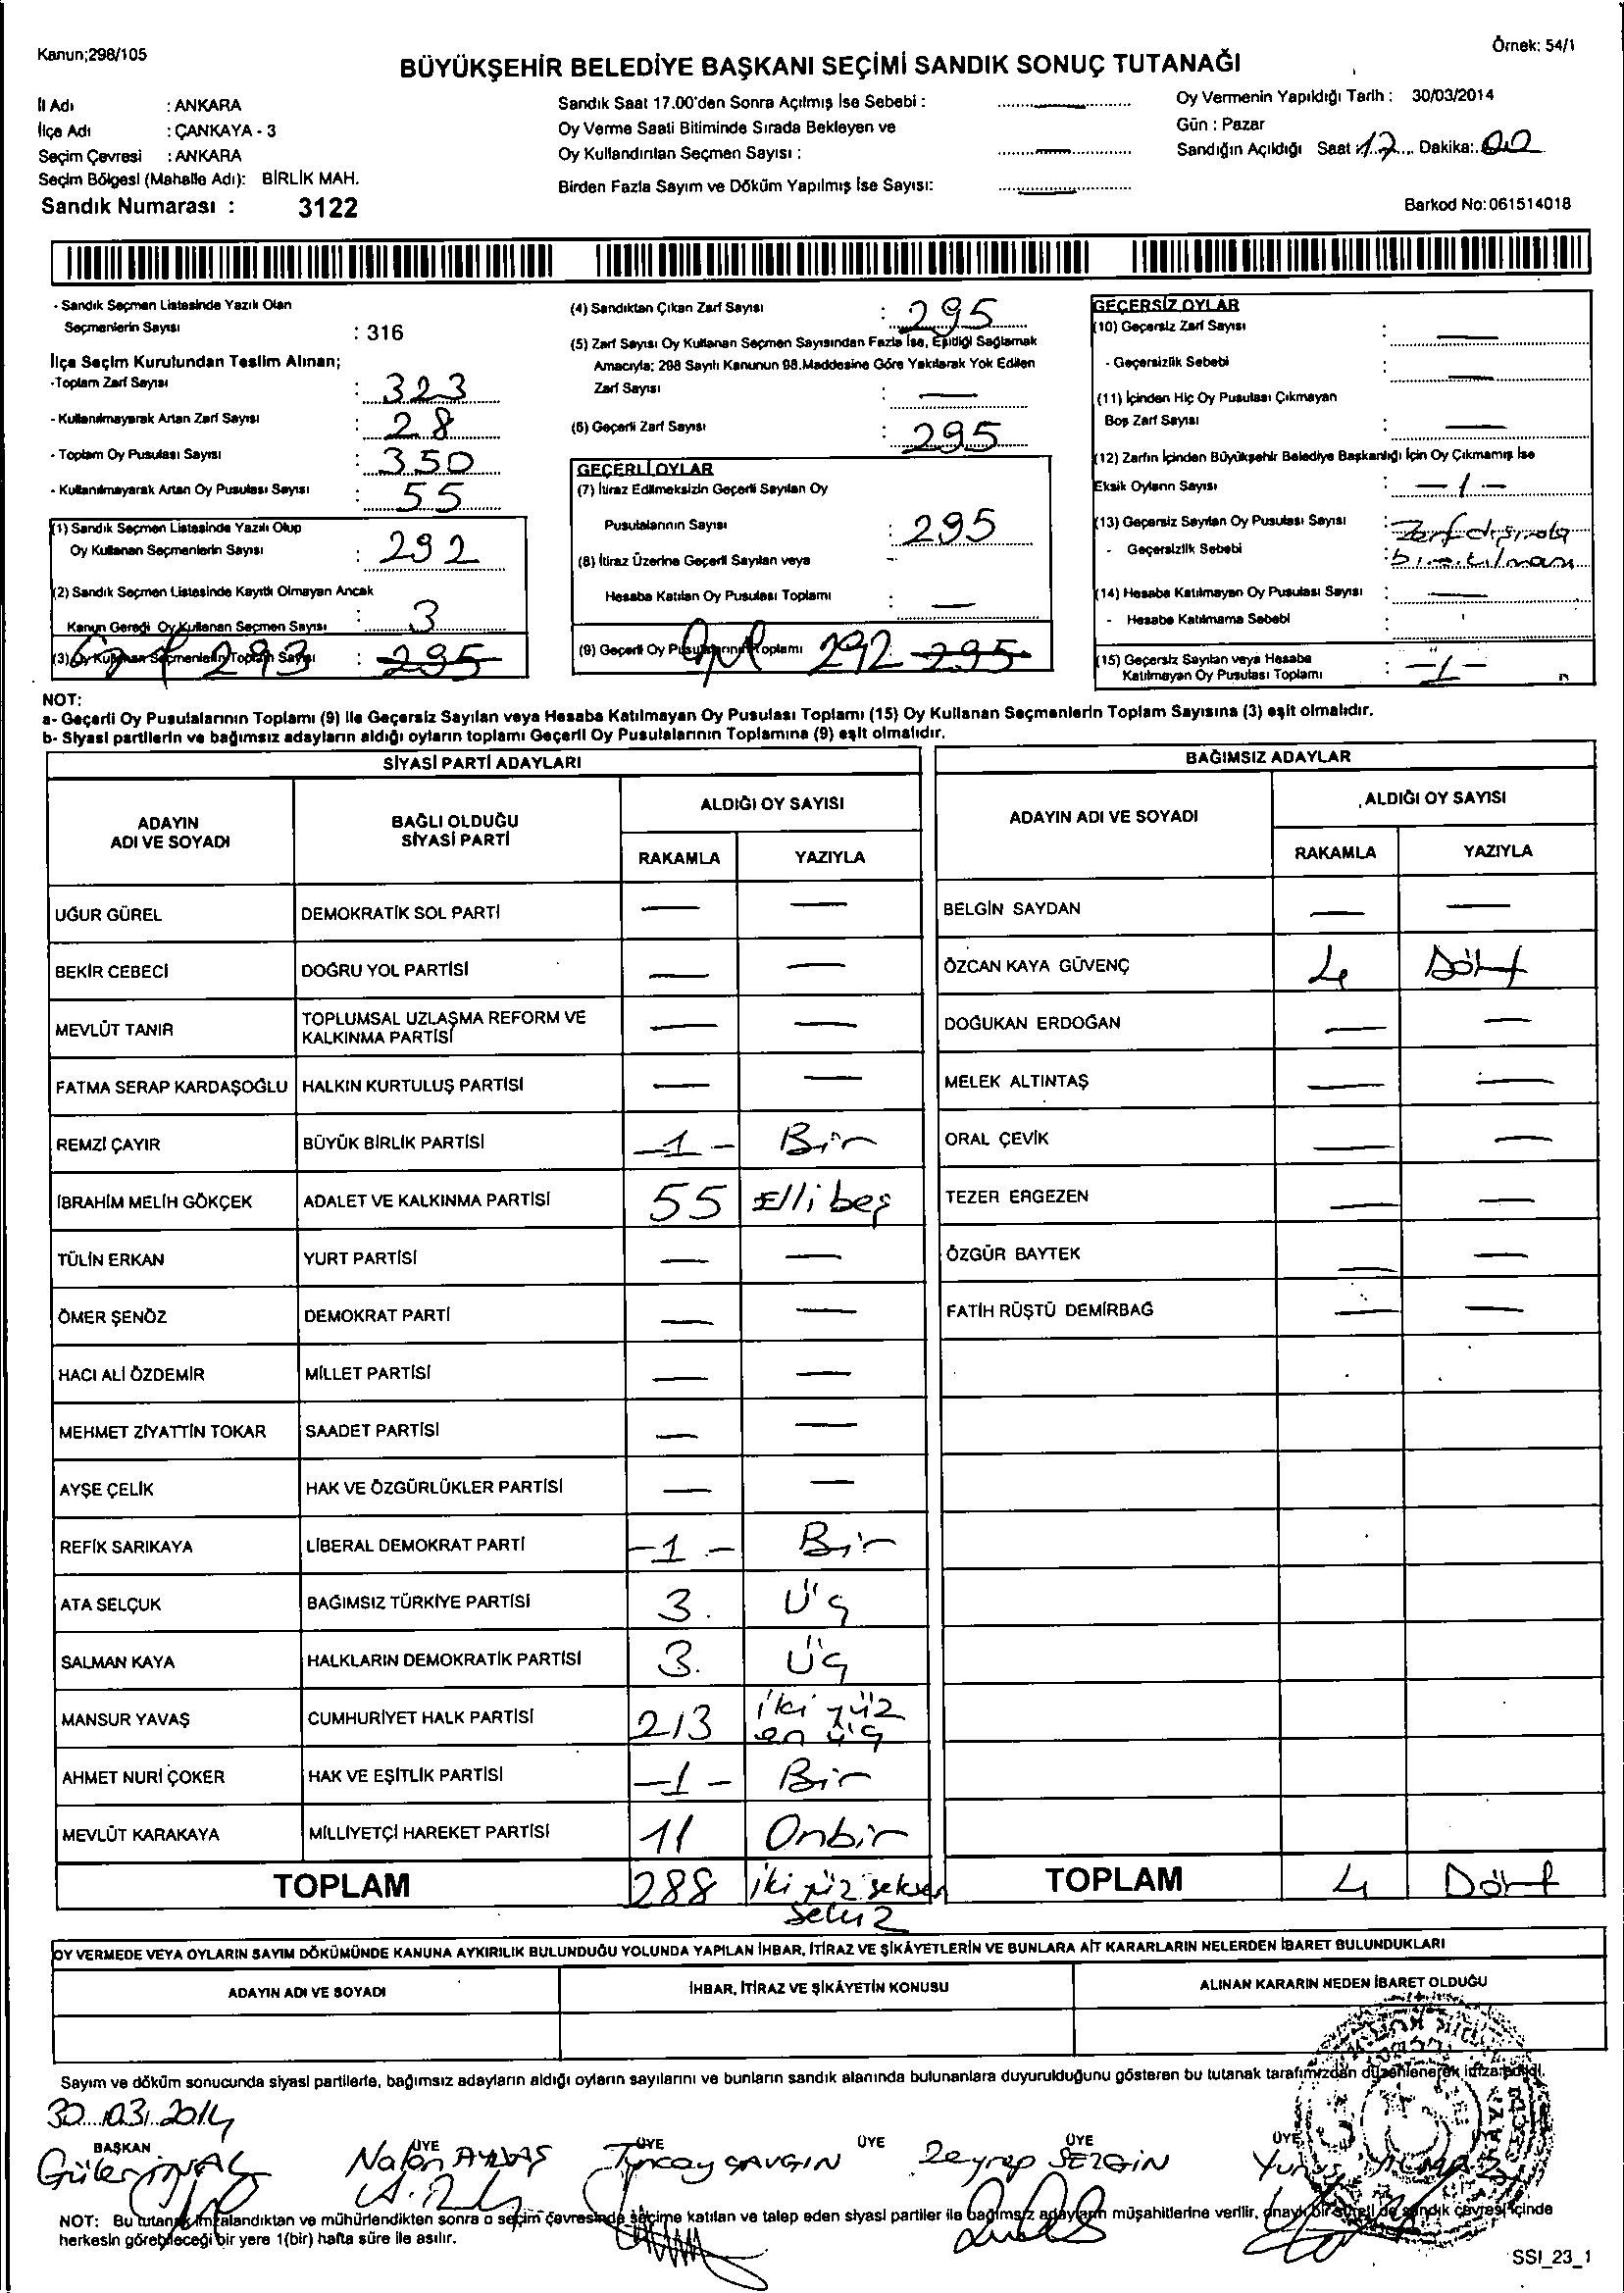 Kanun;298/105
Örnek: 54/1
BÜYÜKŞEHİR BELEDİYE BAŞKANI SEÇİMİ SANDIK SONUÇ TUTANAĞI
İl Adı : ANKARA
İlçe Adı : ÇANKAYA - 3
Seçim Çevresi : ANKARA
Seçim Bölgesi (Mahalle Adı): BİRLİK MAH.
Sandık Numarası : 3122
Sandık Saat 17.00'den Sonra Açılmış İse Sebebi : —
Oy Verme Saati Bitiminde Sırada Bekleyen ve
Oy Kullandırılan Seçmen Sayısı : —
Birden Fazla Sayım ve Döküm Yapılmış İse Sayısı: —
Oy Vermenin Yapıldığı Tarih : 30/03/2014
Gün : Pazar
Sandığın Açıldığı Saat : 17 Dakika: 00
Barkod No:061514018
- Sandık Seçmen Listesinde Yazılı Olan
Seçmenlerin Sayısı : 316
İlçe Seçim Kurulundan Teslim Alınan;
-Toplam Zarf Sayısı : 323
- Kullanılmayarak Artan Zarf Sayısı : 28
- Toplam Oy Pusulası Sayısı : 350
- Kullanılmayarak Artan Oy Pusulası Sayısı : 55
(1) Sandık Seçmen Listesinde Yazılı Olup
Oy Kullanan Seçmenlerin Sayısı : 292
(2) Sandık Seçmen Listesinde Kayıtlı Olmayan Ancak
Kanun Gereği Oy Kullanan Seçmen Sayısı : 3
(3) Oy Kullanan Seçmenlerin Toplam Sayısı : 293 295
(4) Sandıktan Çıkan Zarf Sayısı : 295
(5) Zarf Sayısı Oy Kullanan Seçmen Sayısından Fazla İse, Eşitliği Sağlamak
Amacıyla; 298 Sayılı Kanunun 98.Maddesine Göre Yakılarak Yok Edilen
Zarf Sayısı : —
(6) Geçerli Zarf Sayısı : 295
GEÇERLİ OYLAR
(7) İtiraz Edilmeksizin Geçerli Sayılan Oy
Pusulalarının Sayısı : 295
(8) İtiraz Üzerine Geçerli Sayılan veya
Hesaba Katılan Oy Pusulası Toplamı : —
(9) Geçerli Oy Pusulalarının Toplamı 292 295
GEÇERSİZ OYLAR
(10) Geçersiz Zarf Sayısı : —
- Geçersizlik Sebebi : —
(11) İçinden Hiç Oy Pusulası Çıkmayan
Boş Zarf Sayısı : —
(12) Zarfın İçinden Büyükşehir Belediye Başkanlığı İçin Oy Çıkmamış İse
Eksik Oyların Sayısı : -1-
(13) Geçersiz Sayılan Oy Pusulası Sayısı : Zarf dışında
- Geçersizlik Sebebi : bırakılması
(14) Hesaba Katılmayan Oy Pusulası Sayısı : —
- Hesaba Katılmama Sebebi :
(15) Geçersiz Sayılan veya Hesaba
Katılmayan Oy Pusulası Toplamı : -1-
NOT:
a- Geçerli Oy Pusulalarının Toplamı (9) ile Geçersiz Sayılan veya Hesaba Katılmayan Oy Pusulası Toplamı (15) Oy Kullanan Seçmenlerin Toplam Sayısına (3) eşit olmalıdır.
b- Siyasi partilerin ve bağımsız adayların aldığı oyların toplamı Geçerli Oy Pusulalarının Toplamına (9) eşit olmalıdır.
SİYASİ PARTİ ADAYLARI
ADAYIN ADI VE SOYADI
BAĞLI OLDUĞU SİYASİ PARTİ
ALDIĞI OY SAYISI
RAKAMLA YAZIYLA
UĞUR GÜREL DEMOKRATİK SOL PARTİ — —
BEKİR CEBECİ DOĞRU YOL PARTİSİ — —
MEVLÜT TANIR TOPLUMSAL UZLAŞMA REFORM VE KALKINMA PARTİSİ — —
FATMA SERAP KARDAŞOĞLU HALKIN KURTULUŞ PARTİSİ — —
REMZİ ÇAYIR BÜYÜK BİRLİK PARTİSİ -1- Bir
İBRAHİM MELİH GÖKÇEK ADALET VE KALKINMA PARTİSİ 55 Elli beş
TÜLİN ERKAN YURT PARTİSİ — —
ÖMER ŞENÖZ DEMOKRAT PARTİ — —
HACI ALİ ÖZDEMİR MİLLET PARTİSİ — —
MEHMET ZİYATTİN TOKAR SAADET PARTİSİ — —
AYŞE ÇELİK HAK VE ÖZGÜRLÜKLER PARTİSİ — —
REFİK SARIKAYA LİBERAL DEMOKRAT PARTİ -1- Bir
ATA SELÇUK BAĞIMSIZ TÜRKİYE PARTİSİ 3. Üç
SALMAN KAYA HALKLARIN DEMOKRATİK PARTİSİ 3. Üç
MANSUR YAVAŞ CUMHURİYET HALK PARTİSİ 213 iki yüz on üç
AHMET NURİ ÇOKER HAK VE EŞİTLİK PARTİSİ -1- Bir
MEVLÜT KARAKAYA MİLLİYETÇİ HAREKET PARTİSİ 11 Onbir
TOPLAM 288 iki yüz seksen sekiz
BAĞIMSIZ ADAYLAR
ADAYIN ADI VE SOYADI
ALDIĞI OY SAYISI
RAKAMLA YAZIYLA
BELGİN SAYDAN — —
ÖZCAN KAYA GÜVENÇ 4 Dört
DOĞUKAN ERDOĞAN — —
MELEK ALTINTAŞ — —
ORAL ÇEVİK — —
TEZER ERGEZEN — —
ÖZGÜR BAYTEK — —
FATİH RÜŞTÜ DEMİRBAĞ — —
TOPLAM 4 Dört
OY VERMEDE VEYA OYLARIN SAYIM DÖKÜMÜNDE KANUNA AYKIRILIK BULUNDUĞU YOLUNDA YAPILAN İHBAR, İTİRAZ VE ŞİKÂYETLERİN VE BUNLARA AİT KARARLARIN NELERDEN İBARET BULUNDUKLARI
ADAYIN ADI VE SOYADI
İHBAR, İTİRAZ VE ŞİKÂYETİN KONUSU
ALINAN KARARIN NEDEN İBARET OLDUĞU
Sayım ve döküm sonucunda siyasi partilerle, bağımsız adayların aldığı oyların sayılarını ve bunların sandık alanında bulunanlara duyurulduğunu gösteren bu tutanak tarafımızdan düzenlenerek imzalandı.
30.03.2014
BAŞKAN ÜYE ÜYE ÜYE ÜYE ÜYE
Güler İNAL Nalan Tuncay SAVGIN Zeynep SEZGİN Yunus
NOT: Bu tutanak imzalandıktan ve mühürlendikten sonra o seçim çevresinde seçime katılan ve talep eden siyasi partiler ile bağımsız adayların müşahitlerine verilir, onaylı bir sureti de sandık çevresi içinde
herkesin görebileceği bir yere 1(bir) hafta süre ile asılır.
SSI_23_1